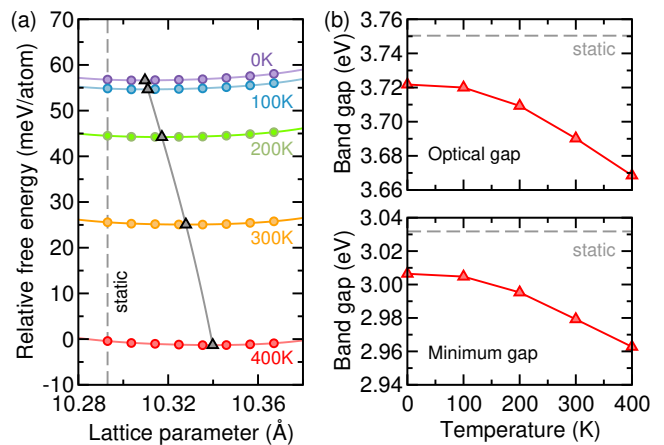 (a)
70
60
50
40
30
20
10
0
-10
Relative free energy (meV/atom)
0K
100K
200K
300K
400K
static
10.28
10.32
10.36
Lattice parameter (Å)
(b)
3.76
3.74
3.72
3.70
3.68
3.66
Band gap (eV)
static
Optical gap
3.04
3.02
3.00
2.98
2.96
2.94
Band gap (eV)
static
Minimum gap
0
100
200
300
400
Temperature (K)